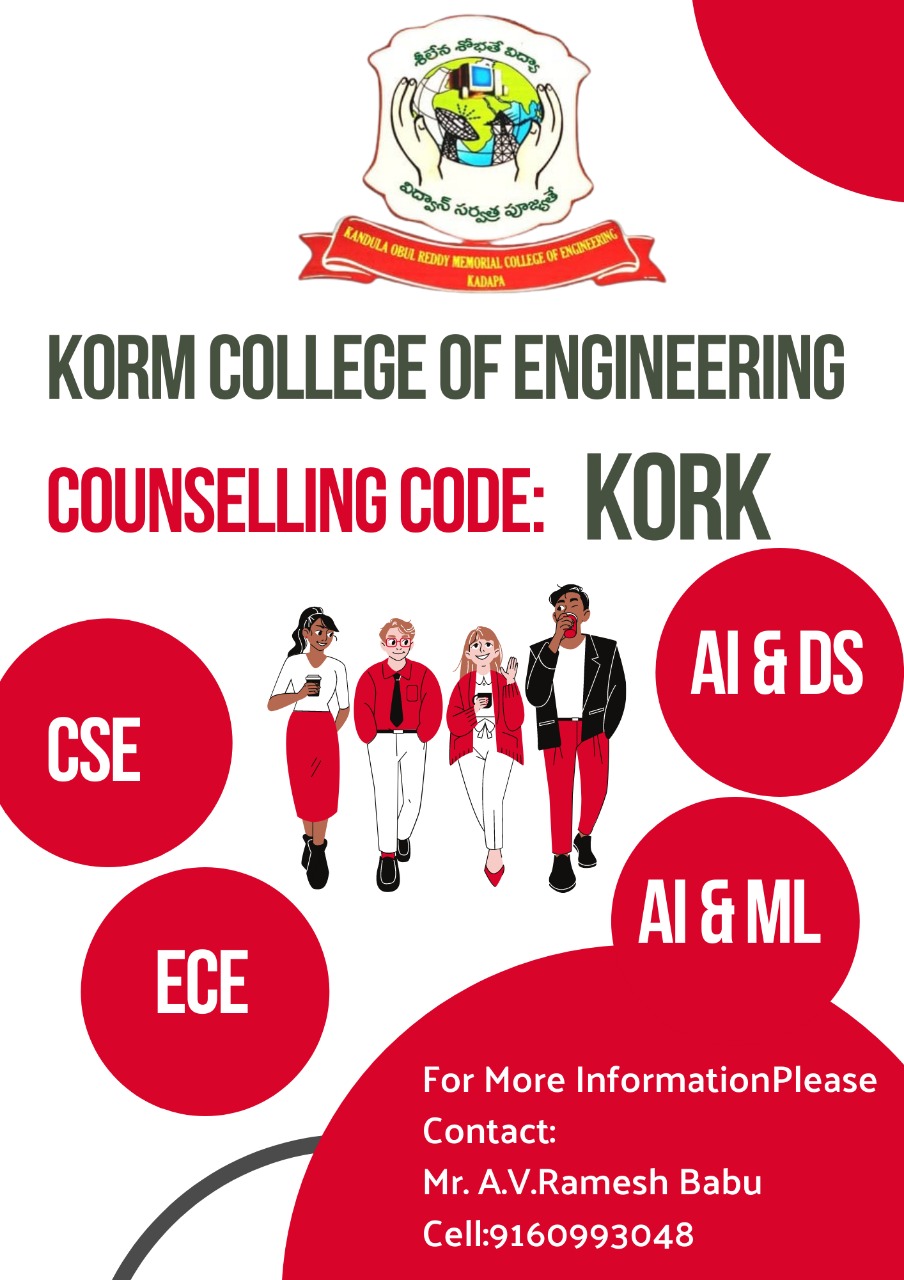 శీలేన శోభతే విద్యా
విద్వాన్ సర్వత్ర పూజ్యతే
KANDULA OBUL REDDY MEMORIAL COLLEGE OF ENGINEERING
KADAPA
KORM COLLEGE OF ENGINEERING
COUNSELLING CODE: KORK
AI & DS
CSE
AI & ML
ECE
For More InformationPlease
Contact:
Mr. A.V.Ramesh Babu
Cell:9160993048